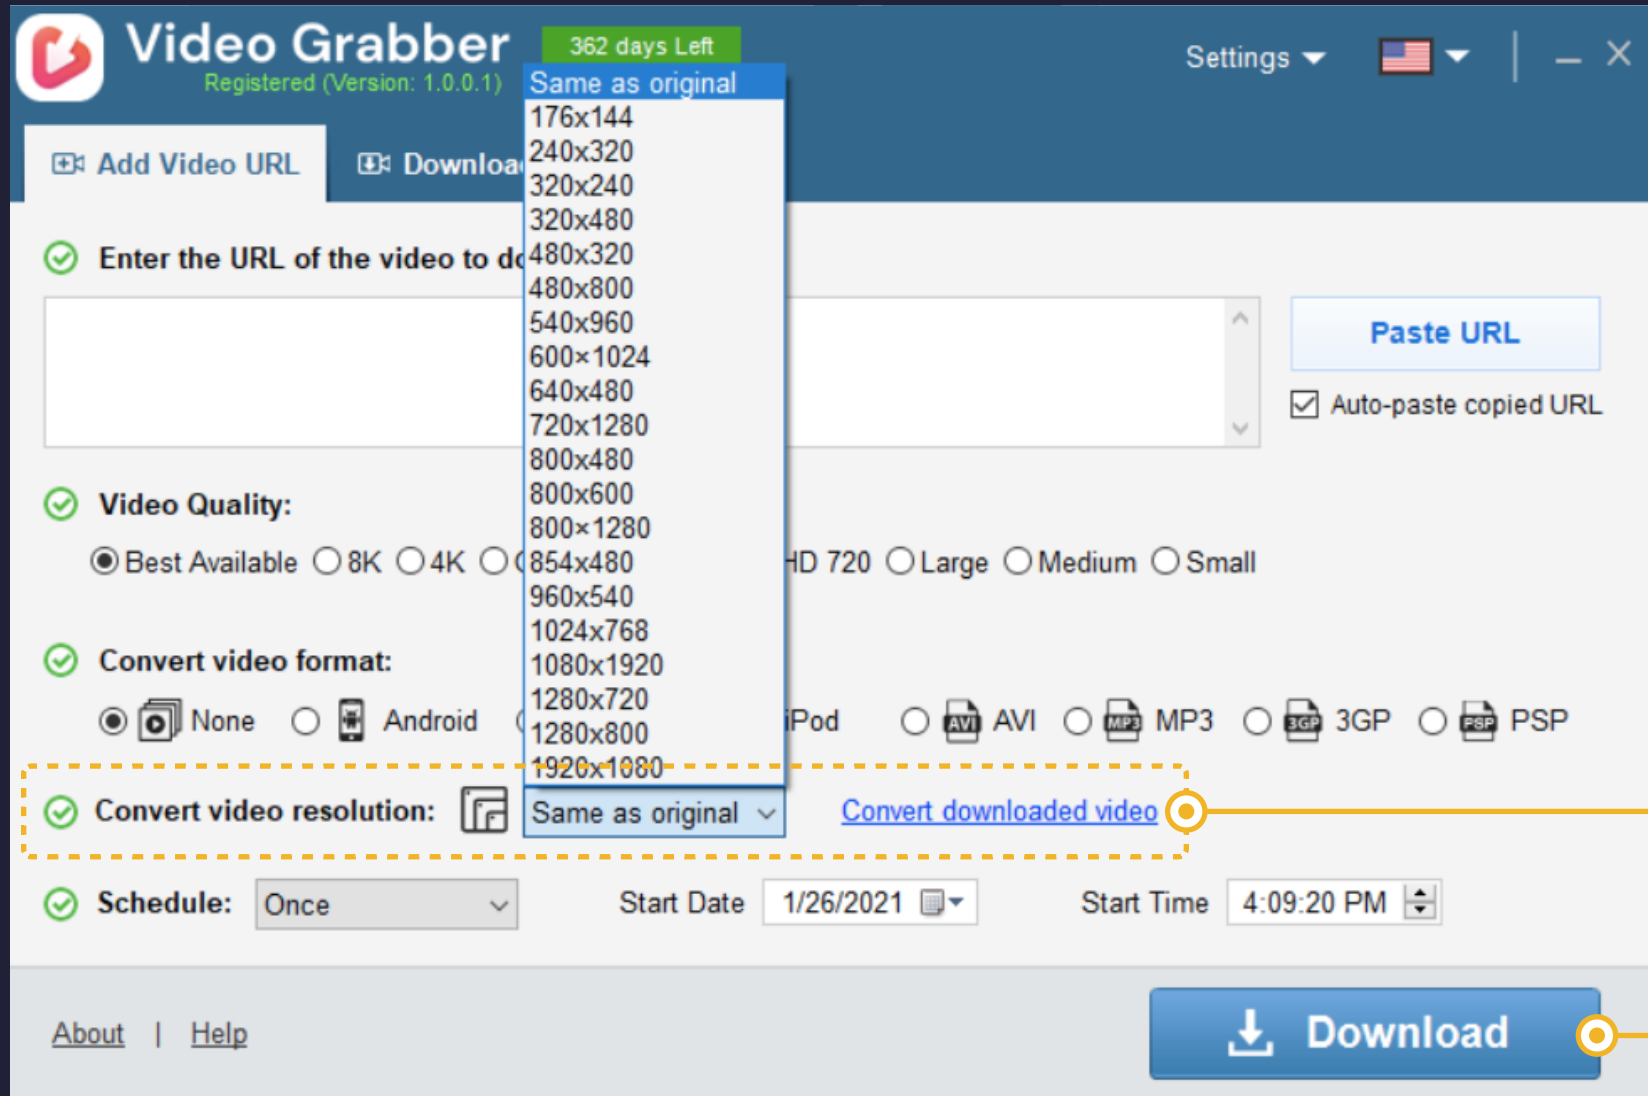 Video Grabber
362 days Left
Settings
Registered (Version: 1.0.0.1)
Same as original
176x144
Add Video URL
240x320
320x240
320x480
Enter the URL of the video to
480x320
480x800
540x960
Paste URL
600×1024
640x480
Auto-paste copied URL
720x1280
800x480
Video Quality:
800x600
800×1280
Best Available 8K 4K
854x480
HD 720 Large Medium Small
960x540
1024x768
Convert video format:
1080x1920
1280x720
None Android iPod AVI AVI MP3 MP3 3GP 3GP PSP PSP
1280x800
1920x1080
Convert video resolution: Same as original Convert downloaded video
Schedule: Once Start Date 1/26/2021 Start Time 4:09:20 PM
About | Help
Download